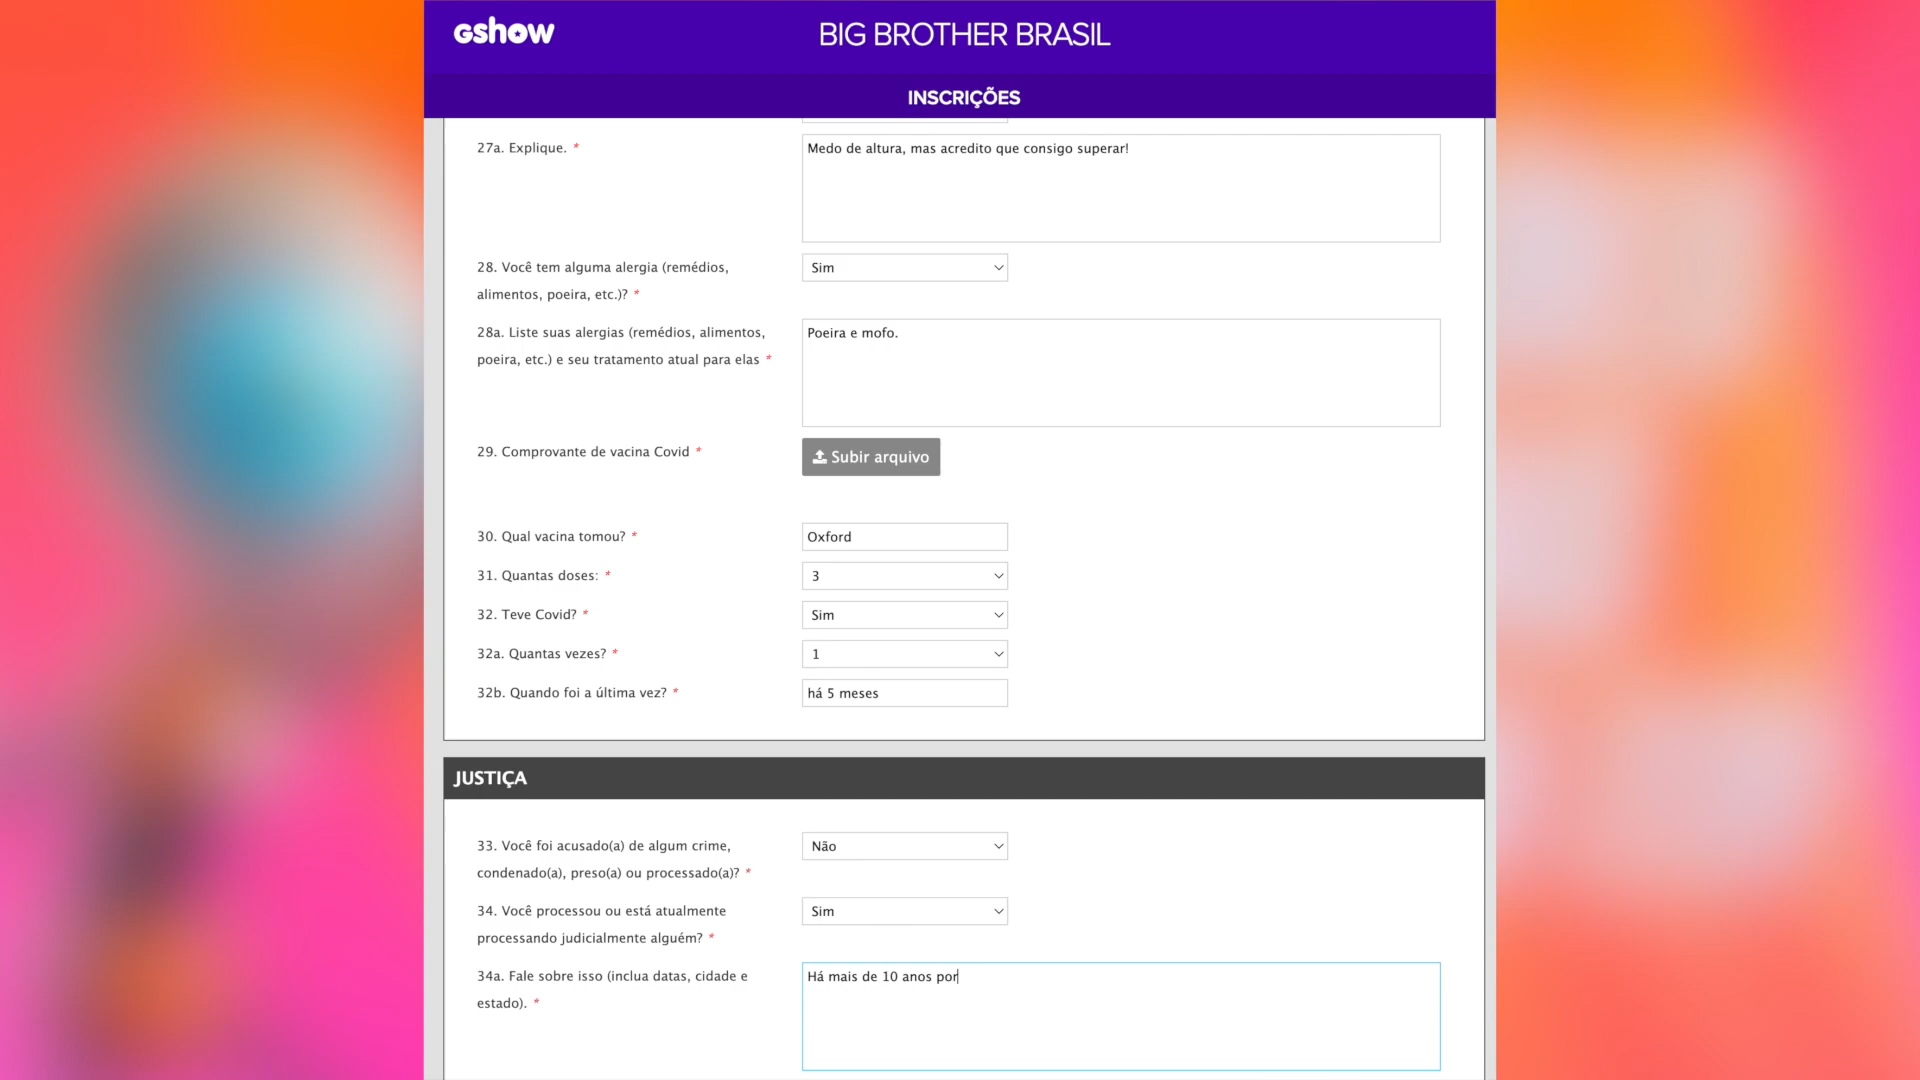 gshow
BIG BROTHER BRASIL
INSCRIÇÕES
27a. Explique. *
Medo de altura, mas acredito que consigo superar!
28. Você tem alguma alergia (remédios,
alimentos, poeira, etc.)? *
Sim
28a. Liste suas alergias (remédios, alimentos,
poeira, etc.) e seu tratamento atual para elas *
Poeira e mofo.
29. Comprovante de vacina Covid *
Subir arquivo
30. Qual vacina tomou? *
Oxford
31. Quantas doses: *
3
32. Teve Covid? *
Sim
32a. Quantas vezes? *
1
32b. Quando foi a última vez? *
há 5 meses
JUSTIÇA
33. Você foi acusado(a) de algum crime,
condenado(a), preso(a) ou processado(a)? *
Não
34. Você processou ou está atualmente
processando judicialmente alguém? *
Sim
34a. Fale sobre isso (inclua datas, cidade e
estado). *
Há mais de 10 anos por